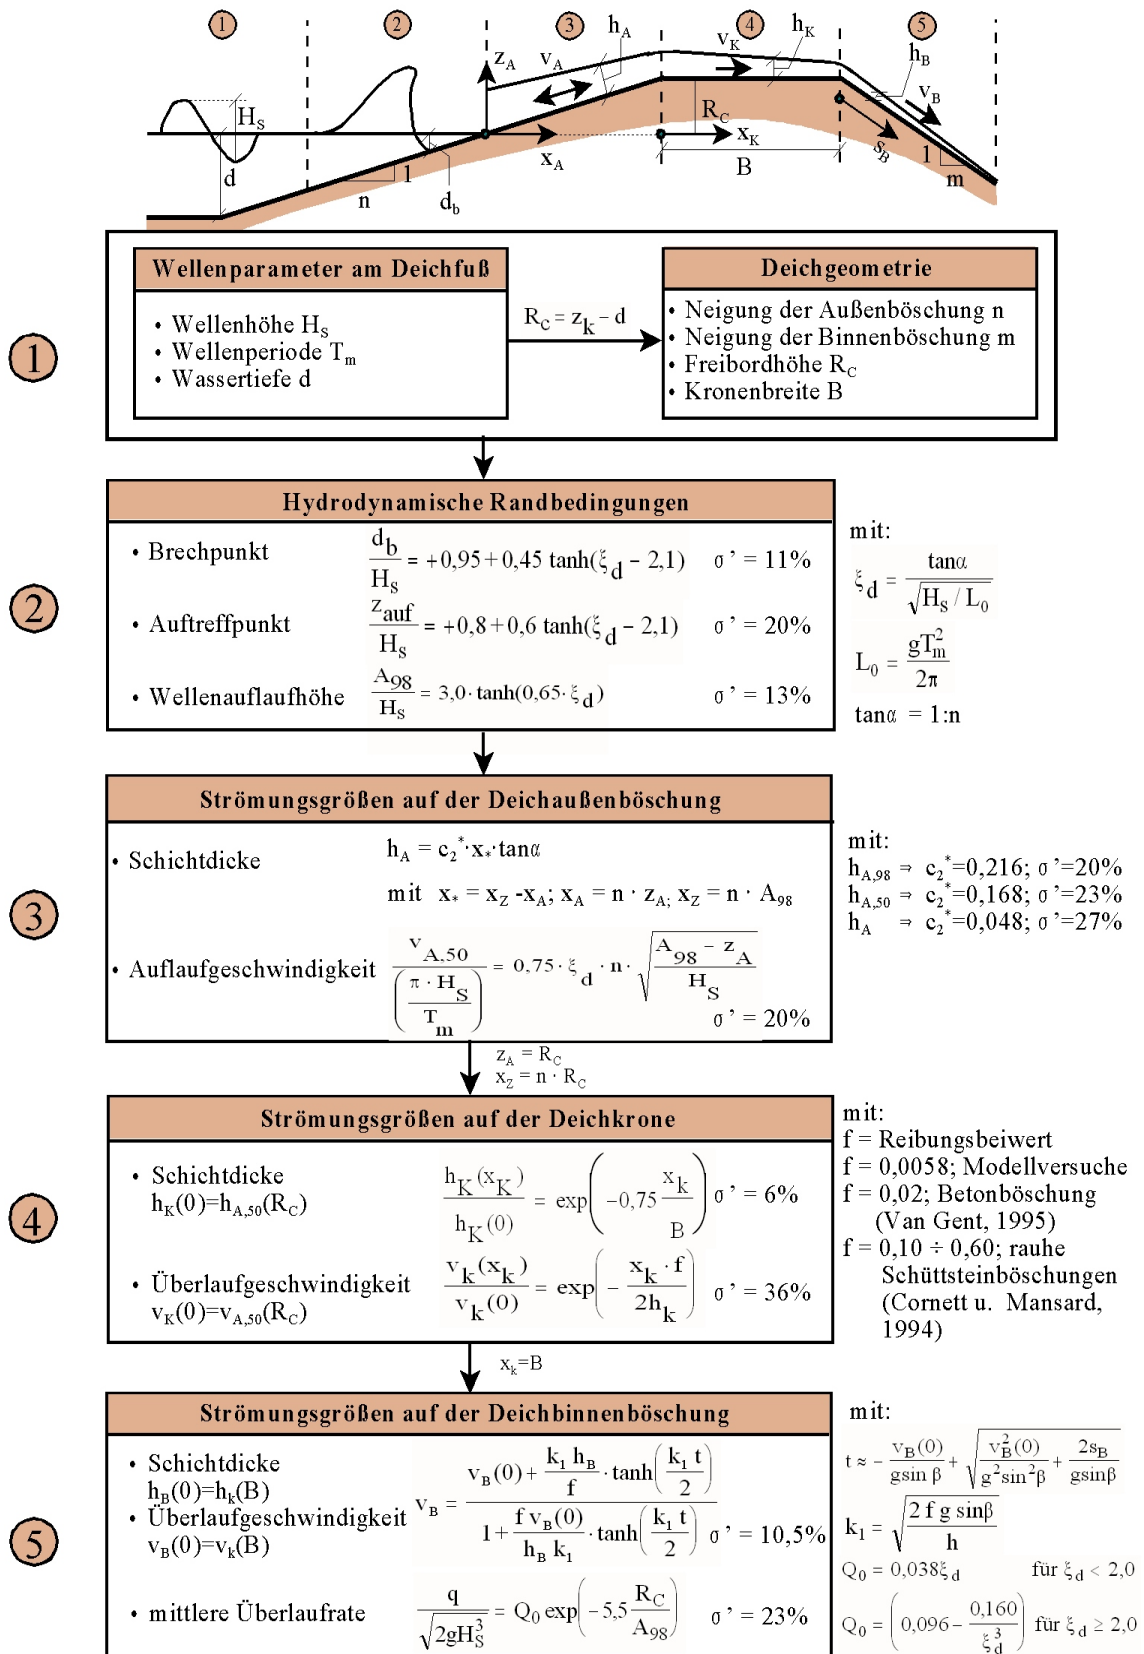 1 2 3 4 5
z_A v_A h_A v_K h_K h_B v_B
H_S R_C
x_A x_K s_B
d 1 n d_b B 1 m
1
Wellenparameter am Deichfuß
• Wellenhöhe H_S
• Wellenperiode T_m
• Wassertiefe d
R_C = z_k – d
Deichgeometrie
• Neigung der Außenböschung n
• Neigung der Binnenböschung m
• Freibordhöhe R_C
• Kronenbreite B
2
Hydrodynamische Randbedingungen
• Brechpunkt d_b/H_S = +0,95 + 0,45 tanh(ξ_d – 2,1) σ' = 11%
• Auftreffpunkt z_auf/H_S = +0,8 + 0,6 tanh(ξ_d – 2,1) σ' = 20%
• Wellenauflaufhöhe A_98/H_S = 3,0 · tanh(0,65 · ξ_d) σ' = 13%
mit:
ξ_d = tanα / √(H_S / L_0)
L_0 = gT_m^2 / 2π
tanα = 1:n
3
Strömungsgrößen auf der Deichaußenböschung
• Schichtdicke h_A = c_2^*·x_*·tanα
mit x_* = x_Z -x_A; x_A = n · z_A; x_Z = n · A_98
• Auflaufgeschwindigkeit v_A,50 / (π · H_S / T_m) = 0,75 · ξ_d · n · √((A_98 – z_A) / H_S)
σ' = 20%
mit:
h_A,98 ⇒ c_2^*=0,216; σ'=20%
h_A,50 ⇒ c_2^*=0,168; σ'=23%
h_A ⇒ c_2^*=0,048; σ'=27%
z_A = R_C
x_Z = n · R_C
4
Strömungsgrößen auf der Deichkrone
• Schichtdicke
h_K(0)=h_A,50(R_C)
h_K(x_K) / h_K(0) = exp(–0,75 x_k / B) σ' = 6%
• Überlaufgeschwindigkeit
v_K(0)=v_A,50(R_C)
v_k(x_k) / v_k(0) = exp(– x_k · f / 2h_k) σ' = 36%
mit:
f = Reibungsbeiwert
f = 0,0058; Modellversuche
f = 0,02; Betonböschung
(Van Gent, 1995)
f = 0,10 ÷ 0,60; rauhe
Schüttsteinböschungen
(Cornett u. Mansard,
1994)
x_k=B
5
Strömungsgrößen auf der Deichbinnenböschung
• Schichtdicke
h_B(0)=h_k(B)
• Überlaufgeschwindigkeit
v_B(0)=v_k(B)
v_B = (v_B(0) + k_1 h_B / f · tanh(k_1 t / 2)) / (1 + f v_B(0) / h_B k_1 · tanh(k_1 t / 2)) σ' = 10,5%
• mittlere Überlaufrate q / √(2gH_S^3) = Q_0 exp(–5,5 R_C / A_98) σ' = 23%
mit:
t ≈ – v_B(0) / gsin β + √(v_B^2(0) / g^2sin^2β + 2s_B / gsinβ)
k_1 = √(2 f g sinβ / h)
Q_0 = 0,038ξ_d für ξ_d < 2,0
Q_0 = (0,096 – 0,160 / ξ_d^3) für ξ_d ≥ 2,0